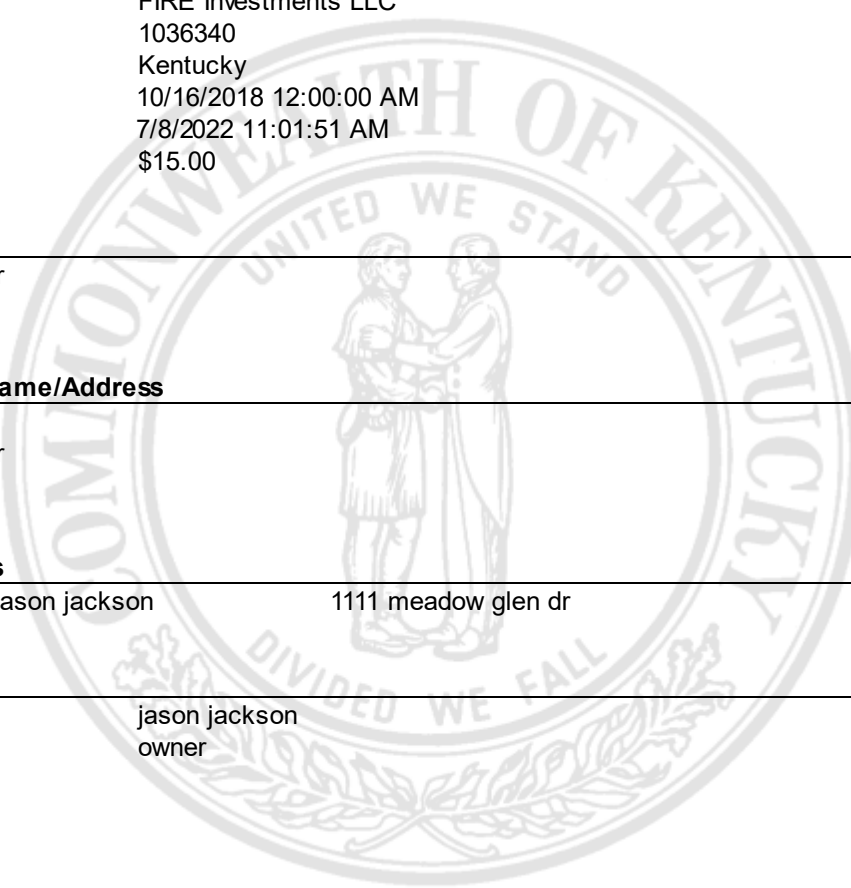 FIRE Investments LLC
1036340
Kentucky
10/16/2018 12:00:00 AM
7/8/2022 11:01:51 AM
$15.00
COMMONWEALTH OF KENTUCKY
UNITED WE STAND
r
ame/Address
r
s
ason jackson 1111 meadow glen dr
DIVIDED WE FALL
jason jackson
owner